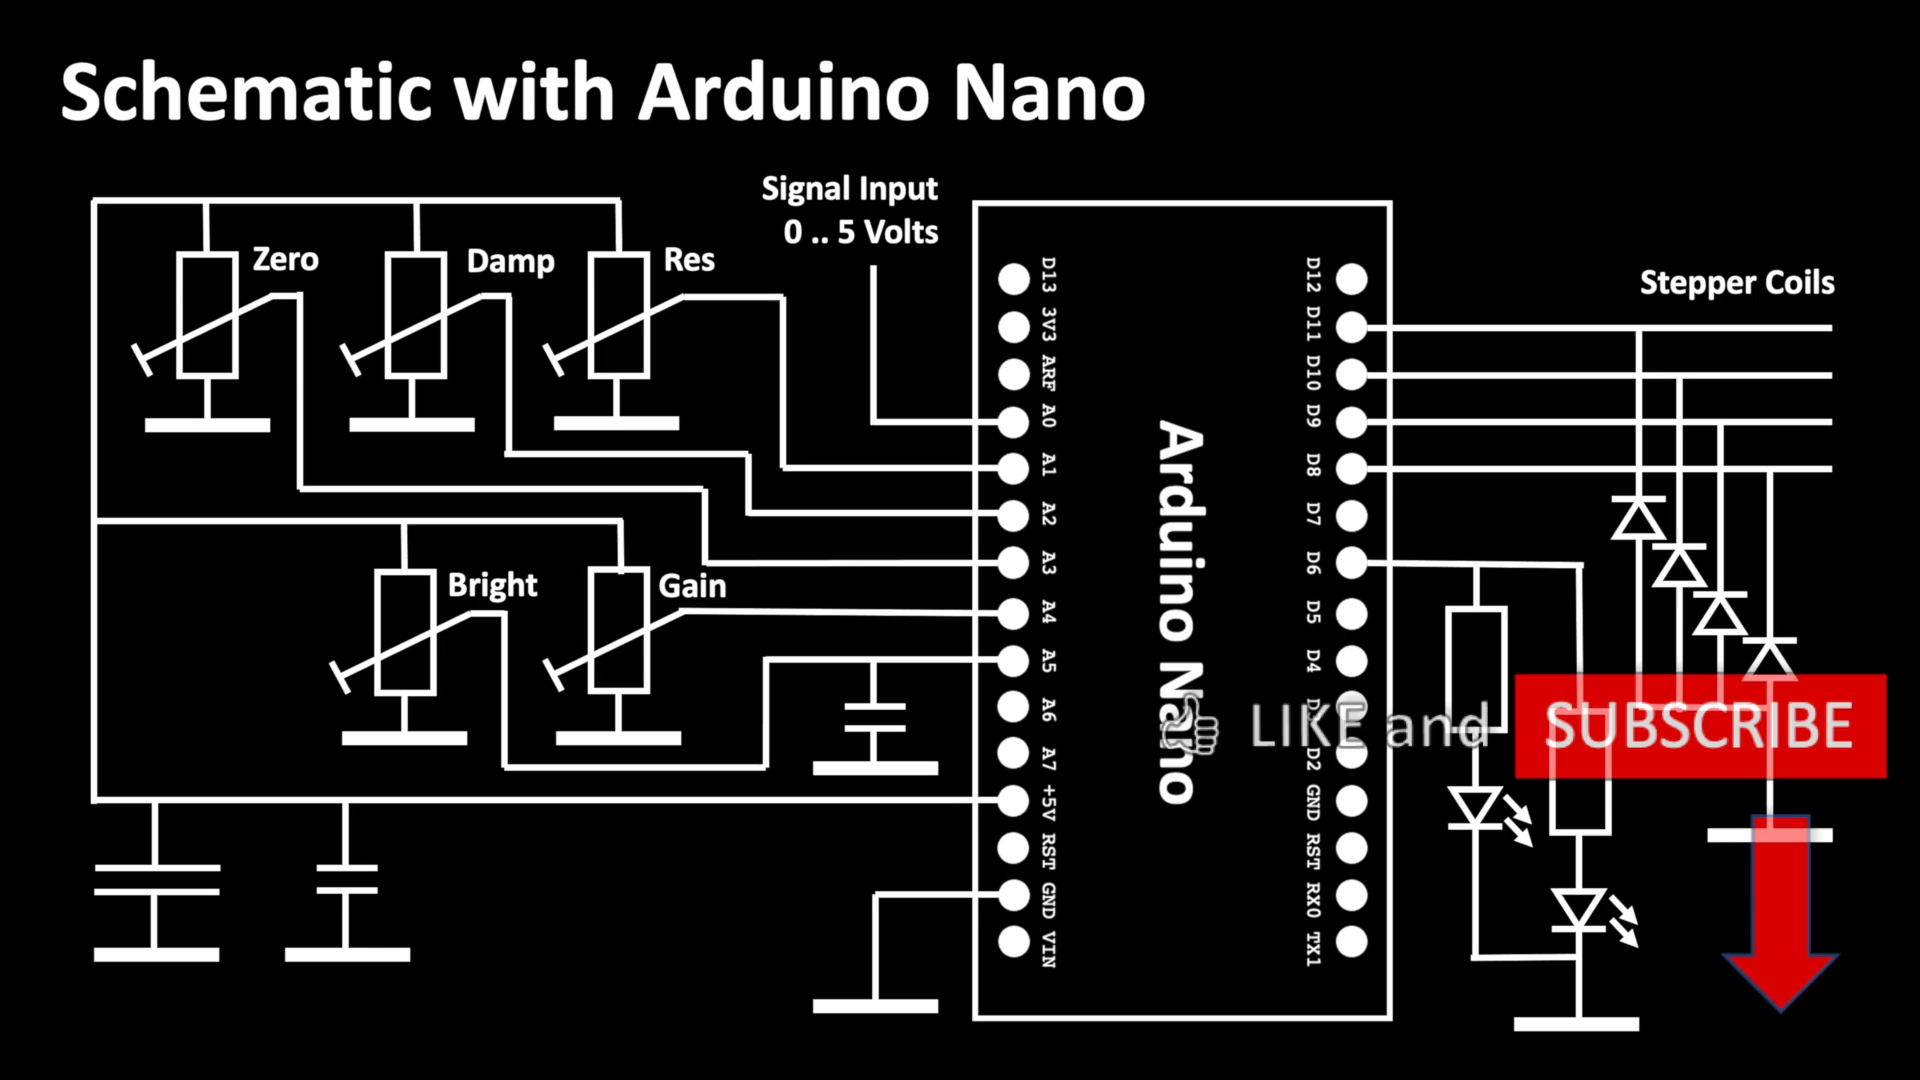 Schematic with Arduino Nano
Signal Input
0 .. 5 Volts
Zero
Damp
Res
Bright
Gain
Stepper Coils
D13
3V3
ARF
A0
A1
A2
A3
A4
A5
A6
A7
+5V
RST
GND
VIN
Arduino Nano
D12
D11
D10
D9
D8
D7
D6
D5
D4
D2
GND
RST
RX0
TX1
LIKE and SUBSCRIBE